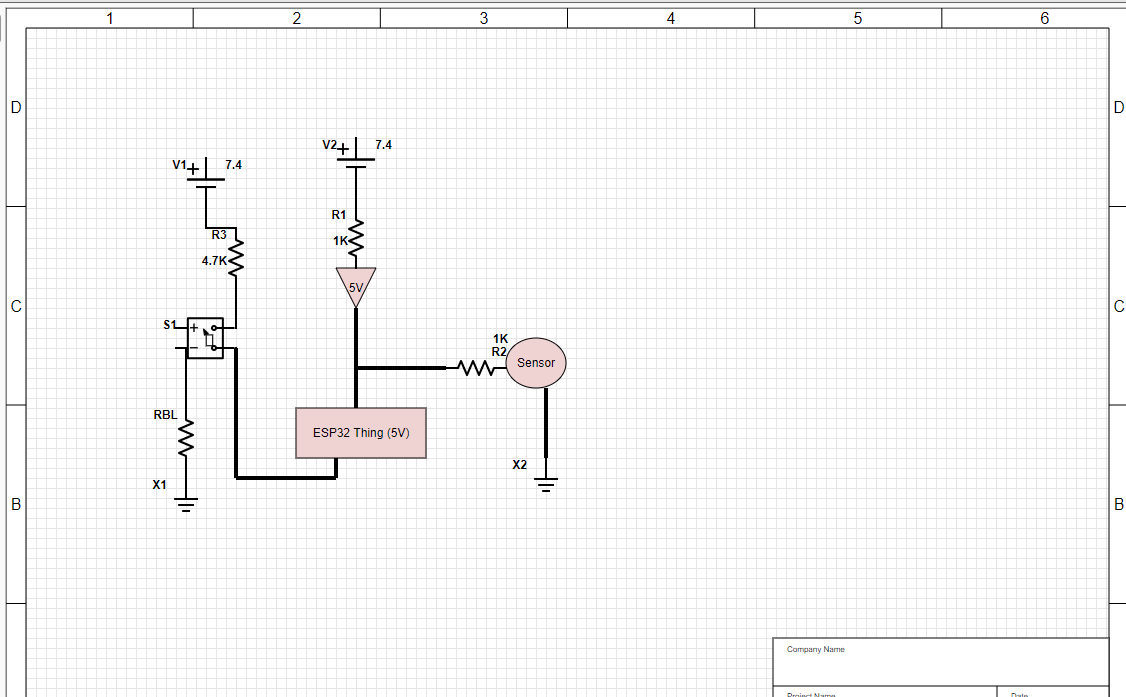 1 2 3 4 5 6
D D
V2 + 7.4
V1 + 7.4
R1
R3
1K
4.7K
5V
C C
S1 +
-
1K
R2
Sensor
RBL
ESP32 Thing (5V)
X2
X1
B B
Company Name
Project Name Date